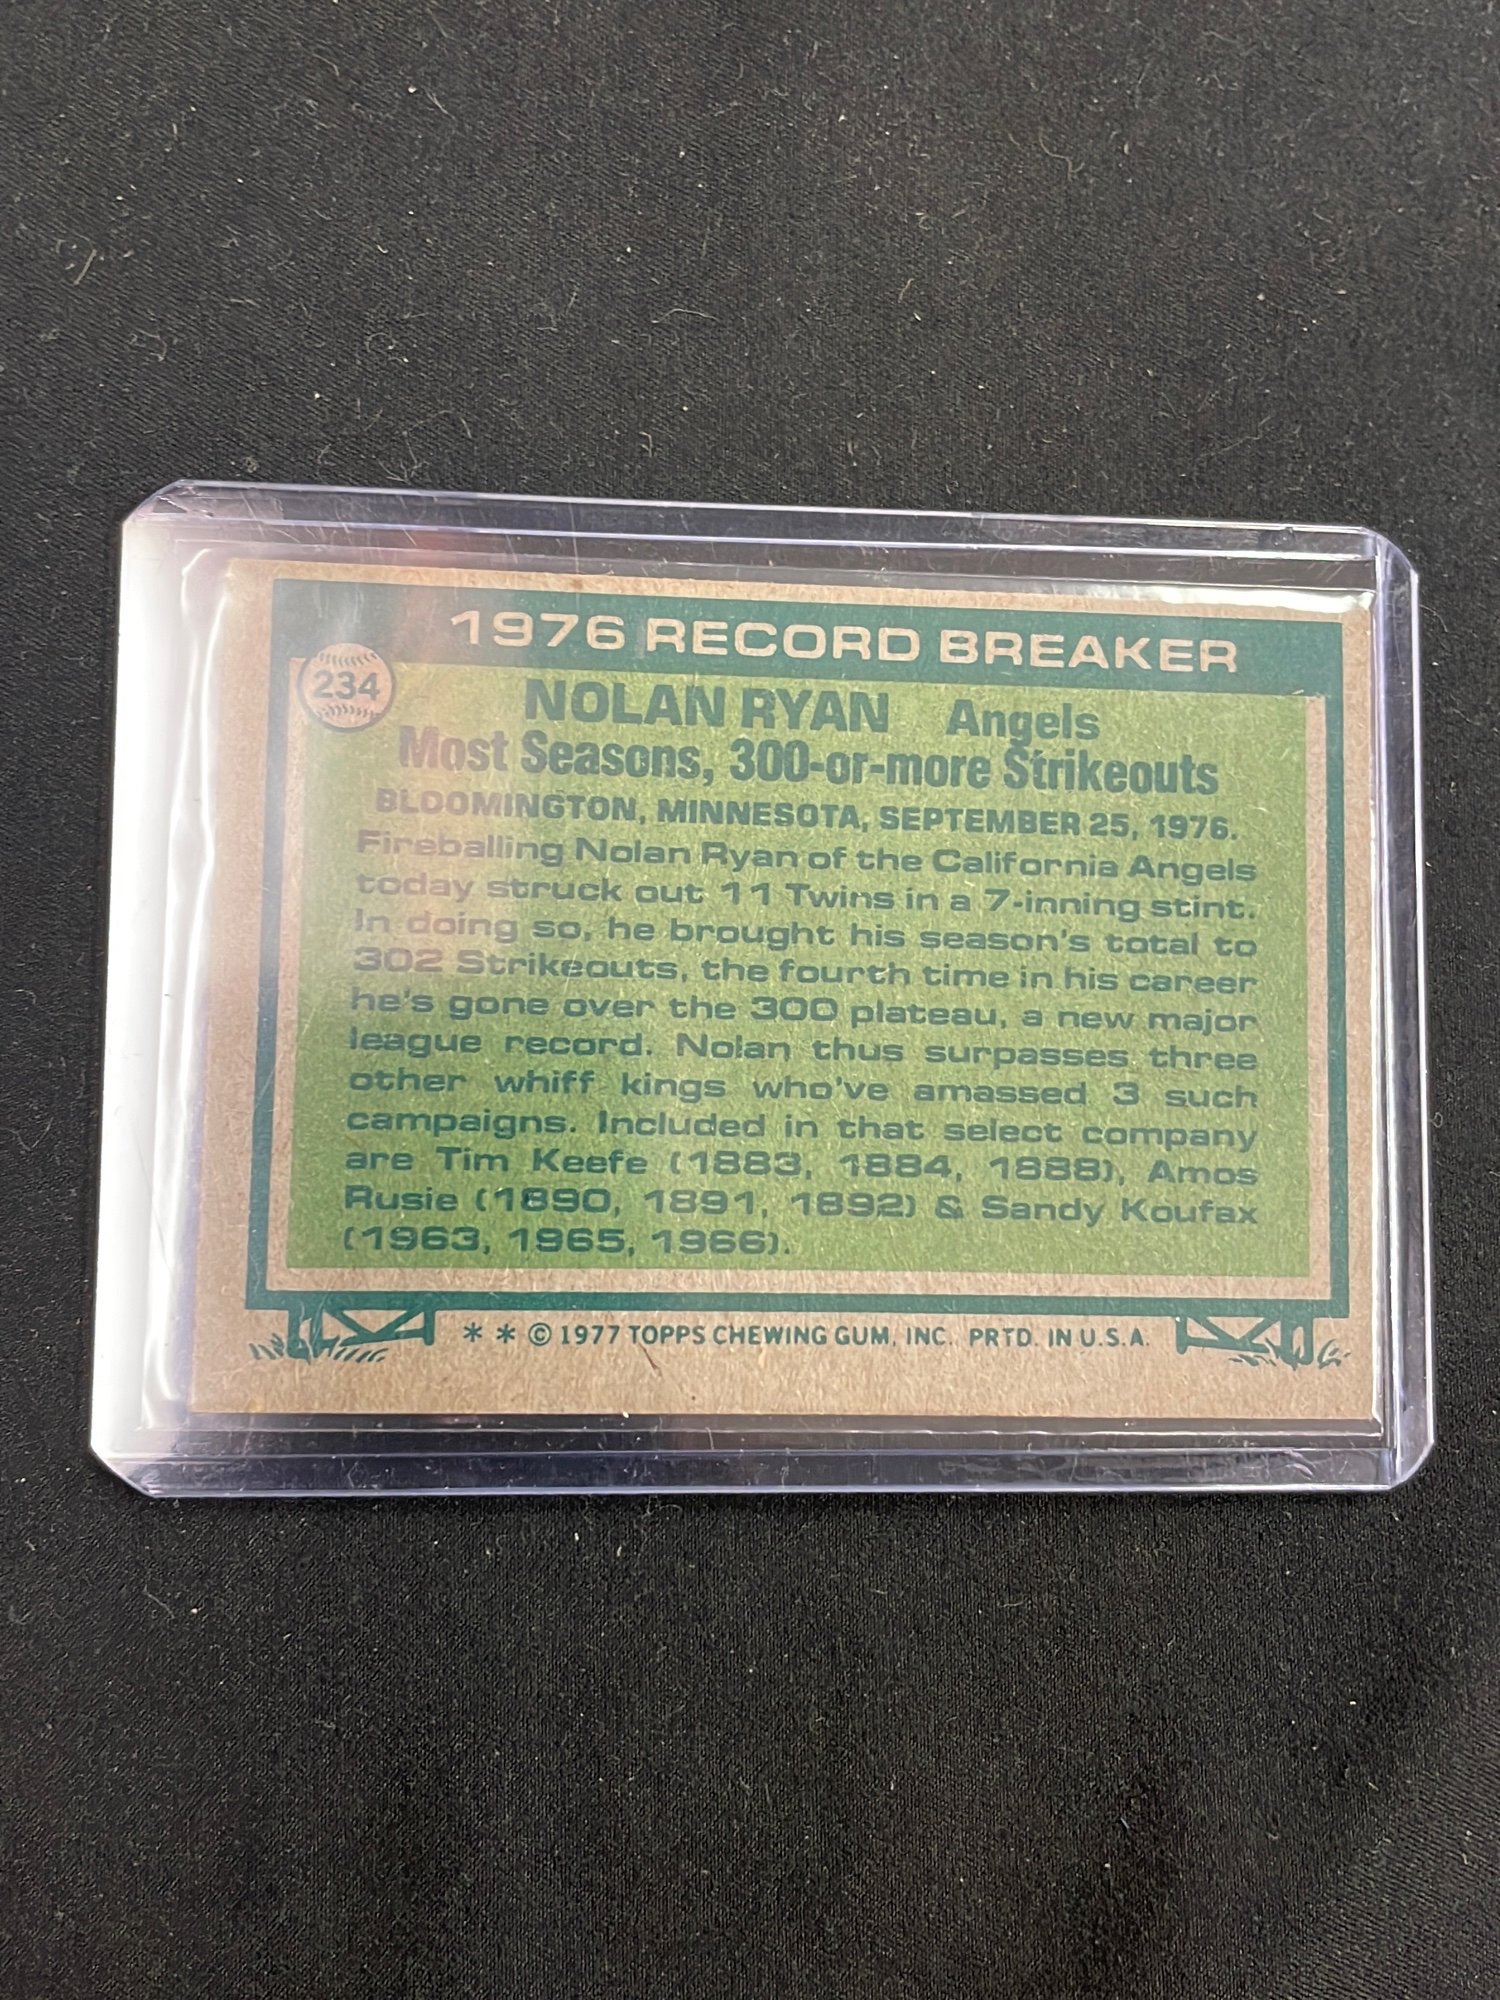 1976 RECORD BREAKER
234
NOLAN RYAN Angels
Most Seasons, 300-or-more Strikeouts
BLOOMINGTON, MINNESOTA, SEPTEMBER 25, 1976.
Fireballing Nolan Ryan of the California Angels
today struck out 11 Twins in a 7-inning stint.
In doing so, he brought his season's total to
302 Strikeouts, the fourth time in his career
he's gone over the 300 plateau, a new major
league record. Nolan thus surpasses three
other whiff kings who've amassed 3 such
campaigns. Included in that select company
are Tim Keefe (1883, 1884, 1888), Amos
Rusie (1890, 1891, 1892) & Sandy Koufax
(1963, 1965, 1966).
* * © 1977 TOPPS CHEWING GUM, INC. PRTD. IN U.S.A.